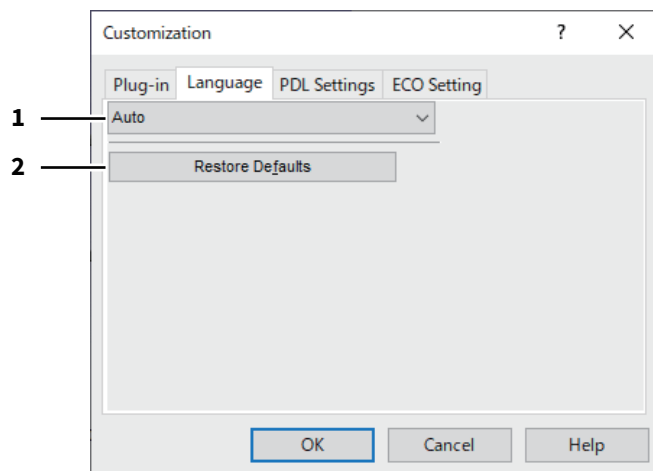 Customization ? ×
Plug-in Language PDL Settings ECO Setting
1 Auto
2 Restore Defaults
OK Cancel Help